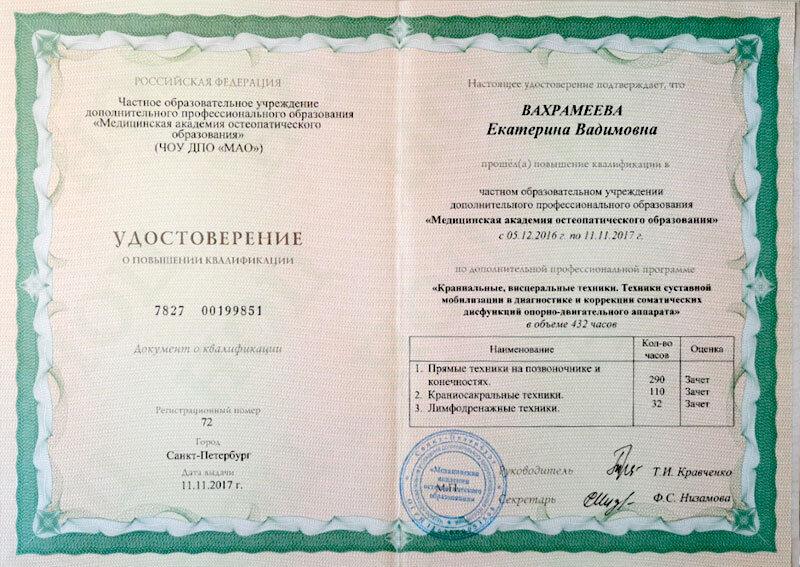 РОССИЙСКАЯ ФЕДЕРАЦИЯ
Частное образовательное учреждение
дополнительного профессионального образования
«Медицинская академия остеопатического
образования»
(ЧОУ ДПО «МАО»)
УДОСТОВЕРЕНИЕ
О ПОВЫШЕНИИ КВАЛИФИКАЦИИ
7827 00199851
Документ о квалификации
Регистрационный номер
72
Город
Санкт-Петербург
Дата выдачи
11.11.2017 г.
Настоящее удостоверение подтверждает, что
ВАХРАМЕЕВА
Екатерина Вадимовна
прошёл(а) повышение квалификации в
частном образовательном учреждении
дополнительного профессионального образования
«Медицинская академия остеопатического образования»
с 05.12.2016 г. по 11.11.2017 г.
по дополнительной профессиональной программе
«Краниальные, висцеральные техники. Техники суставной
мобилизации в диагностике и коррекции соматических
дисфункций опорно-двигательного аппарата»
в объеме 432 часов
Наименование Кол-во часов Оценка
1. Прямые техники на позвоночнике и
конечностях. 290 Зачет
2. Краниосакральные техники. 110 Зачет
3. Лимфодренажные техники. 32 Зачет
«Медицинская
академия
остеопатического
образования»
М.П.
Руководитель Т.И. Кравченко
Секретарь Ф.С. Низамова